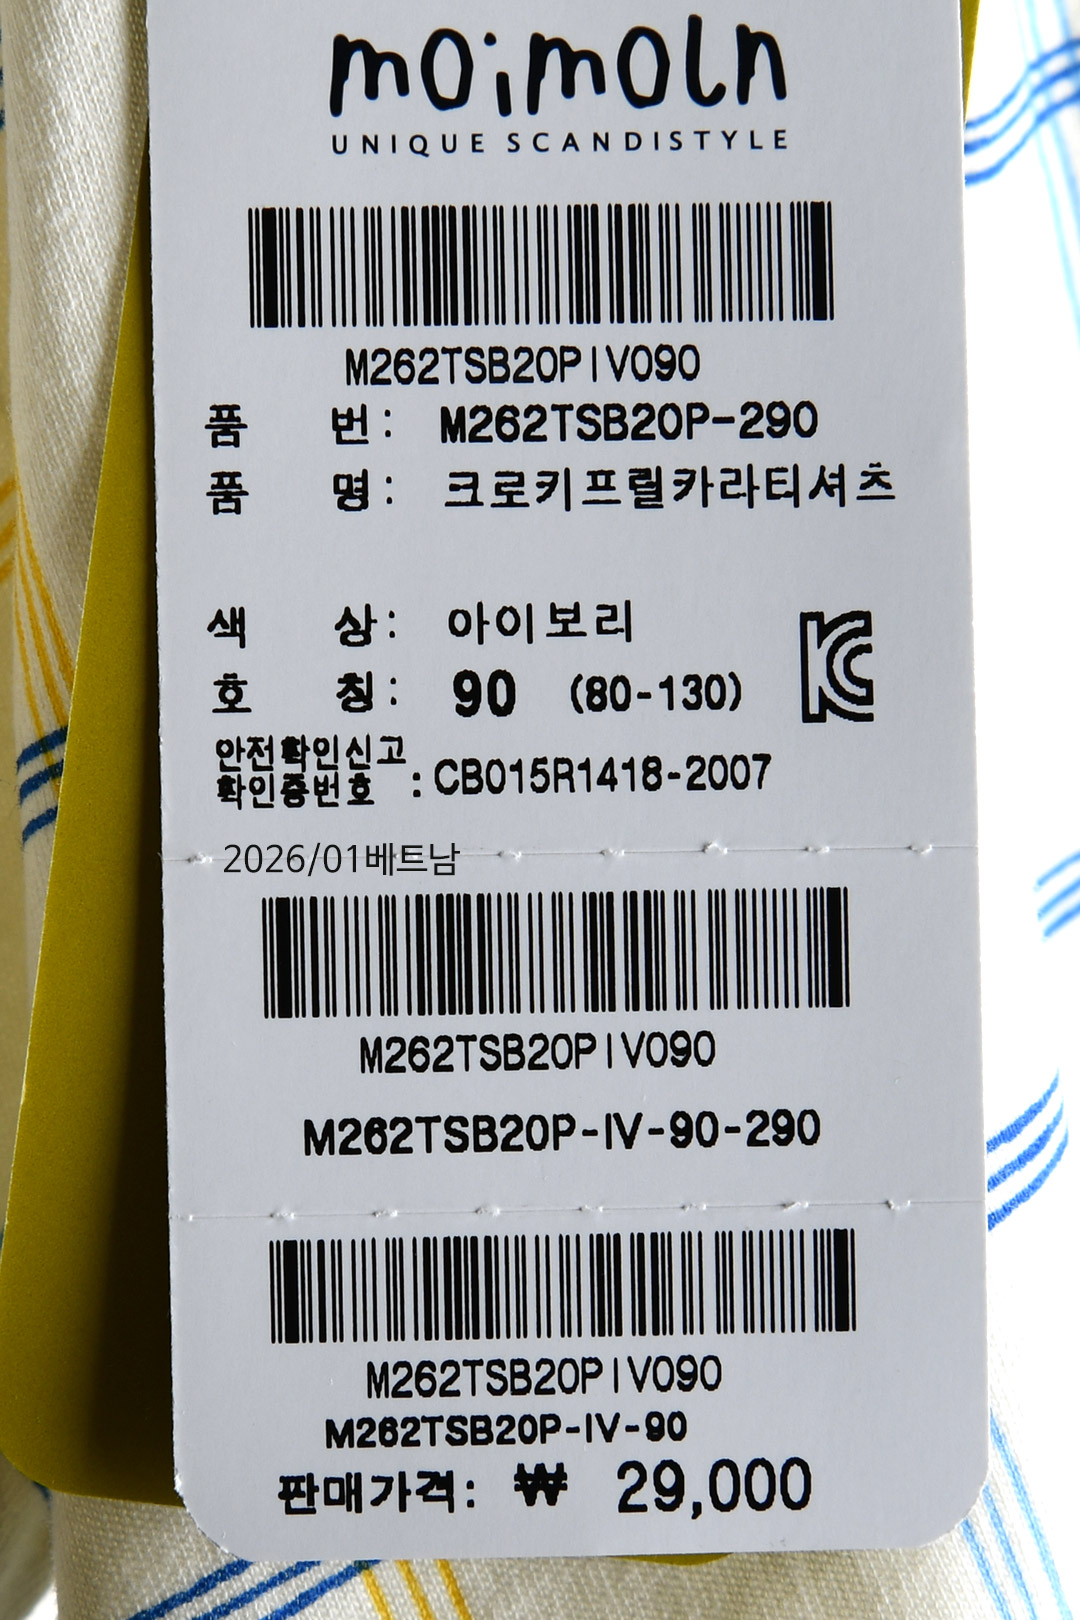 moimoln
UNIQUE SCANDISTYLE
M262TSB20PIV090
품 번: M262TSB20P-290
품 명: 크로키프릴카라티셔츠
색 상: 아이보리
호 칭: 90 (80-130)
안전확인신고
확인증번호 : CB015R1418-2007
2026/01베트남
M262TSB20PIV090
M262TSB20P-IV-90-290
M262TSB20PIV090
M262TSB20P-IV-90
판매가격: ₩ 29,000